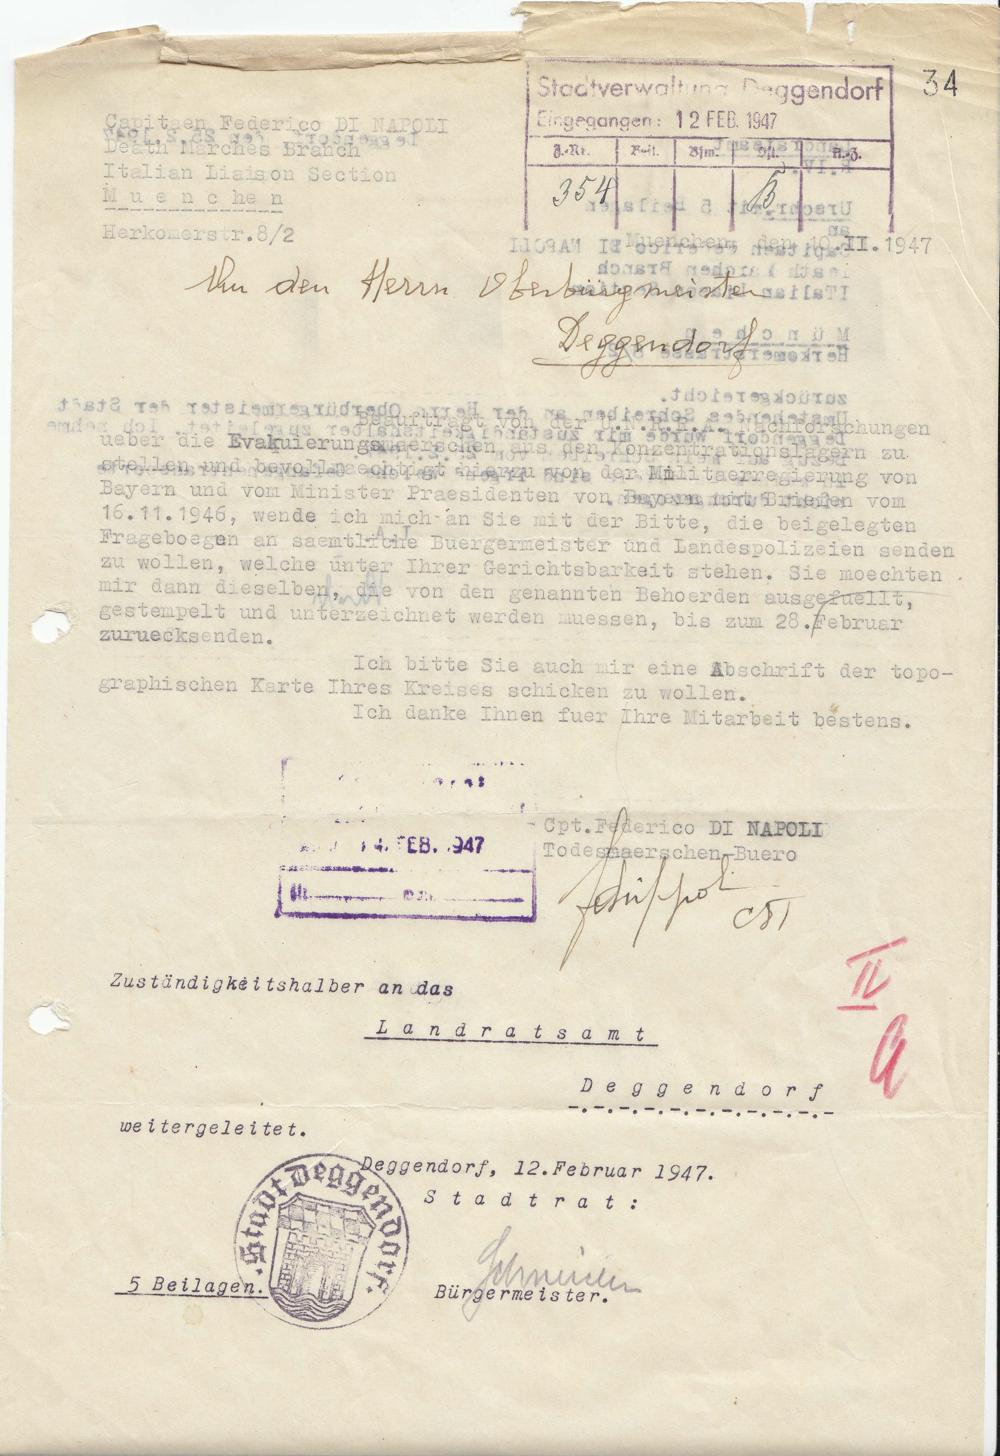 34
Stadtverwaltung Deggendorf
Eingegangen: 12 FEB. 1947
354
Capitaen Federico DI NAPOLI
Death Marches Branch
Italian Liaison Section
M u e n c h e n
Herkomerstr.8/2
Muenchen, den 10.II.1947
An den Herrn Oberbürgmeister
Deggendorf
Beauftragt von der U.N.R.R.A. Nachforschungen
ueber die Evakuierungsmaerschen aus den Konzentrationslagern zu
stellen und bevollmaechtigt hierzu von der Militaerregierung von
Bayern und vom Minister Praesidenten von Bayern mit Briefen vom
16.11.1946, wende ich mich an Sie mit der Bitte, die beigelegten
Frageboegen an saemtliche Buergermeister und Landespolizeien senden
zu wollen, welche unter Ihrer Gerichtsbarkeit stehen. Sie moechten
mir dann dieselben, die von den genannten Behoerden ausgefuellt,
gestempelt und unterzeichnet werden muessen, bis zum 28.Februar
zuruecksenden.
Ich bitte Sie auch mir eine Abschrift der topo-
graphischen Karte Ihres Kreises schicken zu wollen.
Ich danke Ihnen fuer Ihre Mitarbeit bestens.
14. FEB. 1947
Cpt.Federico DI NAPOLI
Todesmaerschen-Buero
Zuständigkeitshalber an das
L a n d r a t s a m t
D e g g e n d o r f
weitergeleitet.
Deggendorf, 12.Februar 1947.
S t a d t r a t :
Stadt Deggendorf.
5 Beilagen.
Bürgermeister.
II